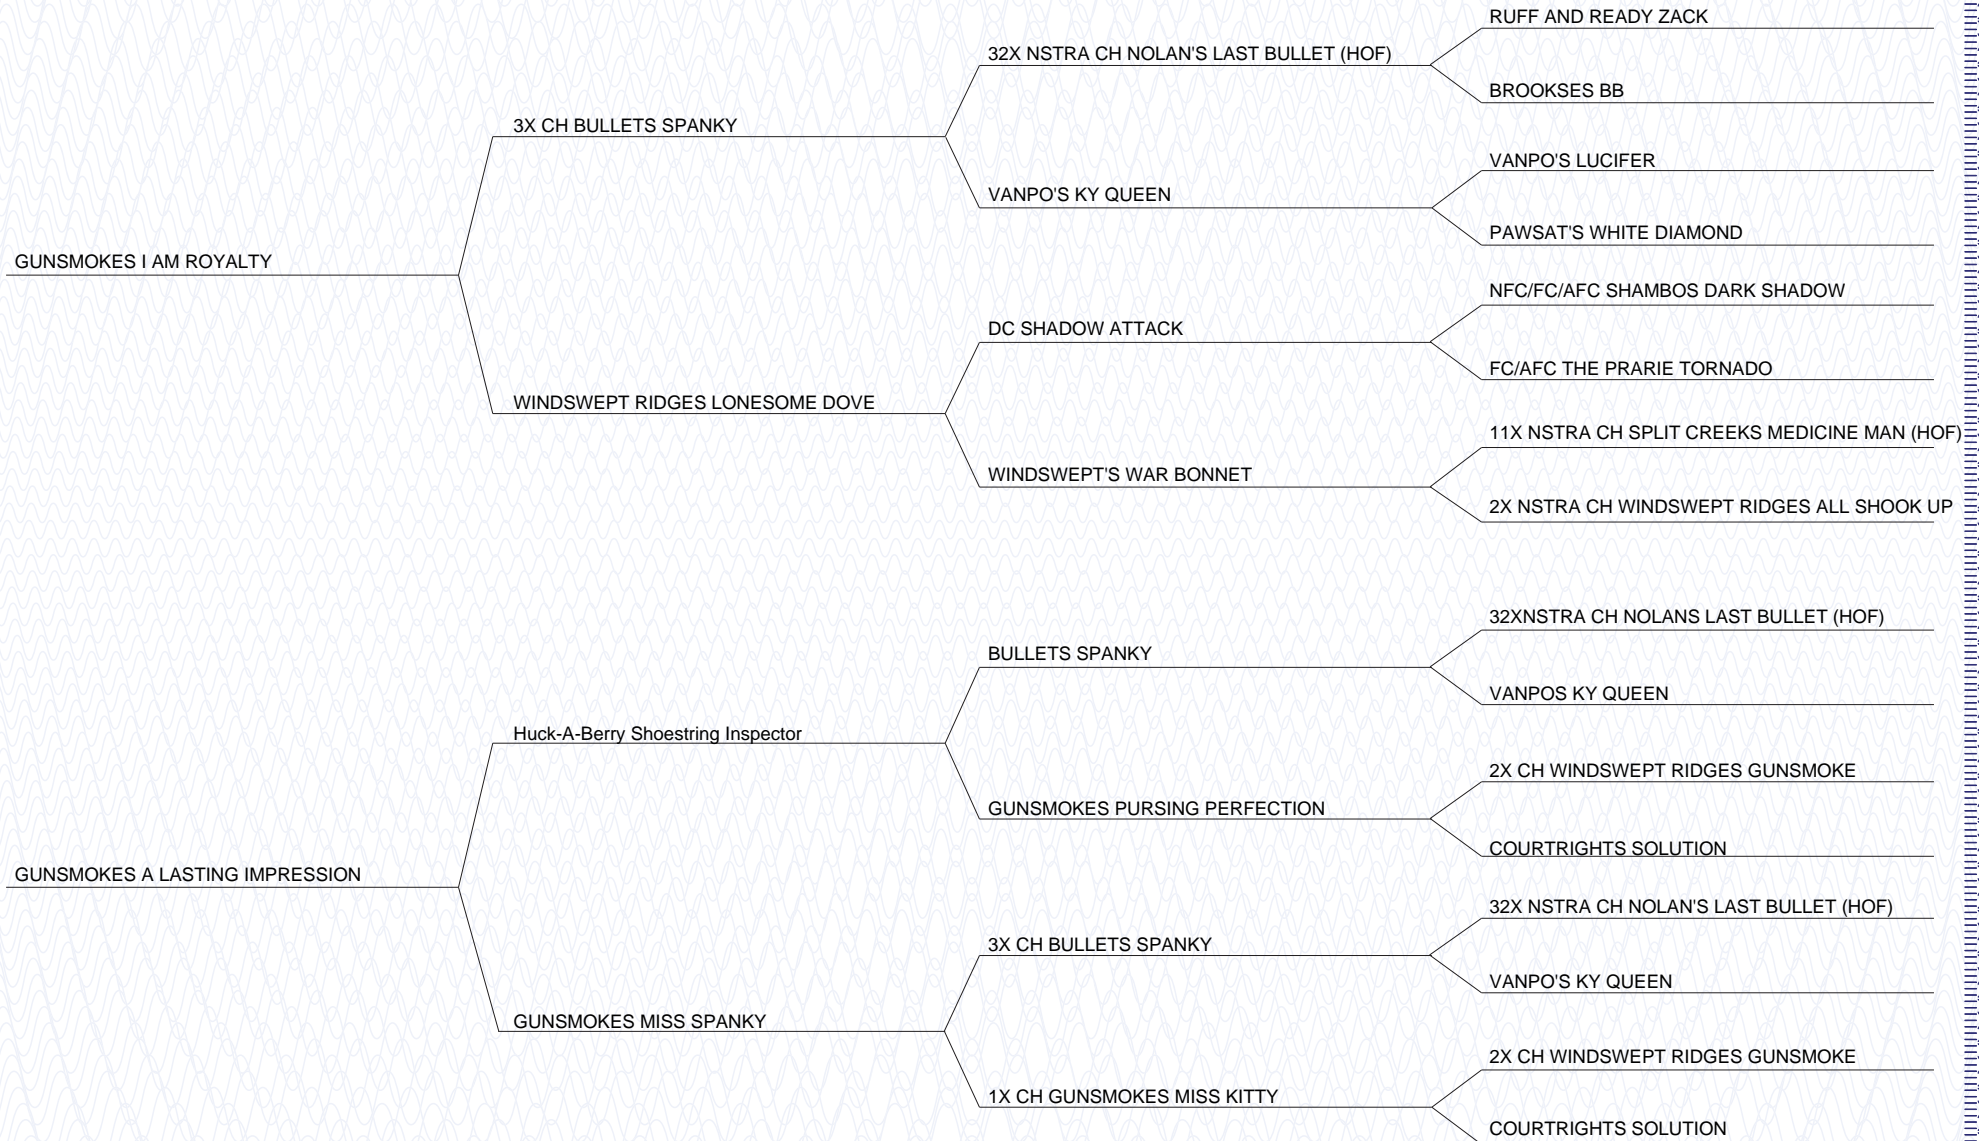 RUFF AND READY ZACK
32X NSTRA CH NOLAN'S LAST BULLET (HOF)
BROOKSES BB
3X CH BULLETS SPANKY
VANPO'S LUCIFER
VANPO'S KY QUEEN
PAWSAT'S WHITE DIAMOND
GUNSMOKES I AM ROYALTY
NFC/FC/AFC SHAMBOS DARK SHADOW
DC SHADOW ATTACK
FC/AFC THE PRARIE TORNADO
WINDSWEPT RIDGES LONESOME DOVE
11X NSTRA CH SPLIT CREEKS MEDICINE MAN (HOF)
WINDSWEPT'S WAR BONNET
2X NSTRA CH WINDSWEPT RIDGES ALL SHOOK UP
32XNSTRA CH NOLANS LAST BULLET (HOF)
BULLETS SPANKY
VANPOS KY QUEEN
Huck-A-Berry Shoestring Inspector
2X CH WINDSWEPT RIDGES GUNSMOKE
GUNSMOKES PURSING PERFECTION
COURTRIGHTS SOLUTION
GUNSMOKES A LASTING IMPRESSION
32X NSTRA CH NOLAN'S LAST BULLET (HOF)
3X CH BULLETS SPANKY
VANPO'S KY QUEEN
GUNSMOKES MISS SPANKY
2X CH WINDSWEPT RIDGES GUNSMOKE
1X CH GUNSMOKES MISS KITTY
COURTRIGHTS SOLUTION